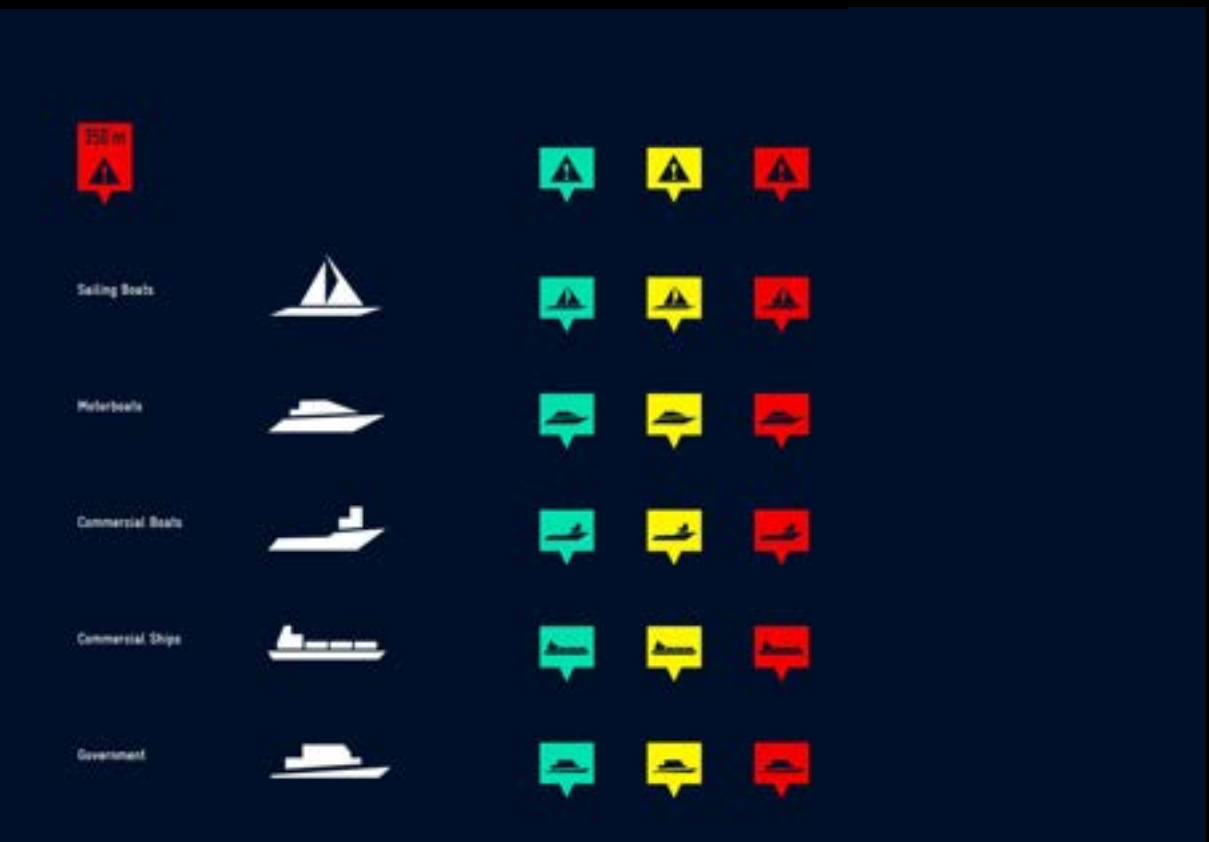 350 m
Sailing Boats
Motorboats
Commercial Boats
Commercial Ships
Government